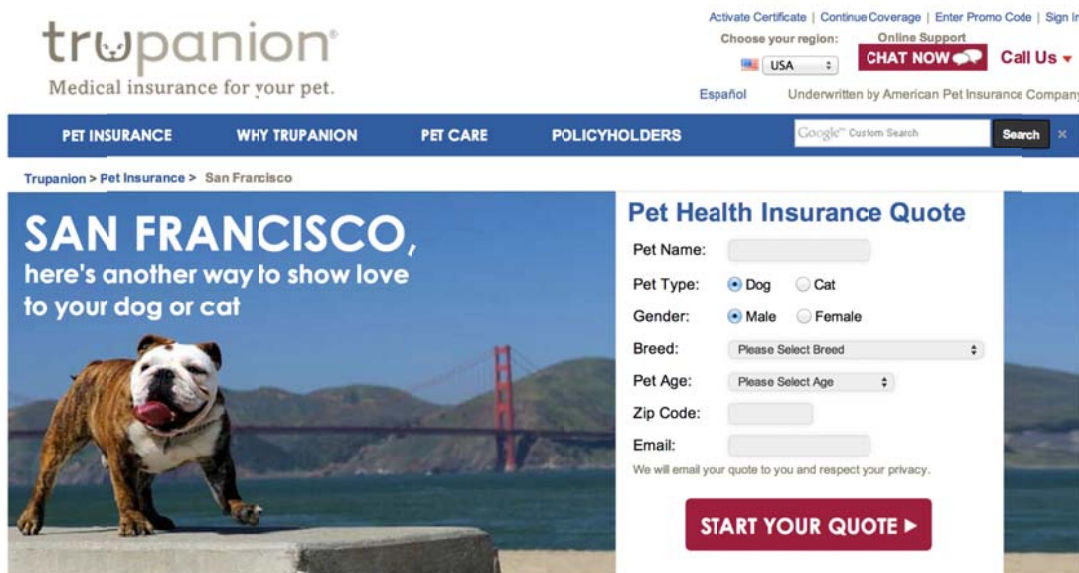 Activate Certificate | Continue Coverage | Enter Promo Code | Sign In
trupanion®
Medical insurance for your pet.
Choose your region:
USA
Online Support
CHAT NOW
Call Us
Español
Underwritten by American Pet Insurance Company
PET INSURANCE WHY TRUPANION PET CARE POLICYHOLDERS
Google™ Custom Search
Search ×
Trupanion > Pet Insurance > San Francisco
SAN FRANCISCO,
here's another way to show love
to your dog or cat
Pet Health Insurance Quote
Pet Name:
Pet Type: Dog Cat
Gender: Male Female
Breed: Please Select Breed
Pet Age: Please Select Age
Zip Code:
Email:
We will email your quote to you and respect your privacy.
START YOUR QUOTE